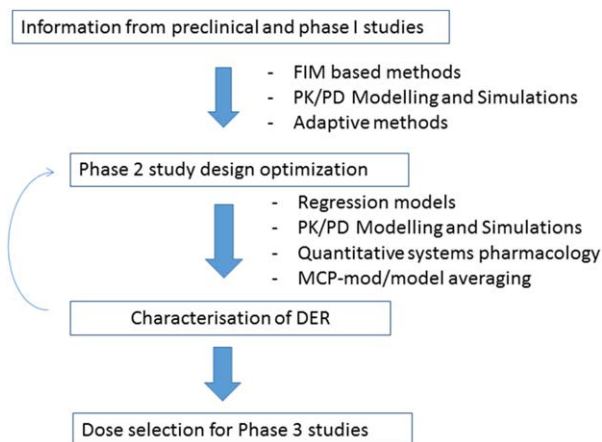 Information from preclinical and phase I studies
- FIM based methods
- PK/PD Modelling and Simulations
- Adaptive methods
Phase 2 study design optimization
- Regression models
- PK/PD Modelling and Simulations
- Quantitative systems pharmacology
- MCP-mod/model averaging
Characterisation of DER
Dose selection for Phase 3 studies